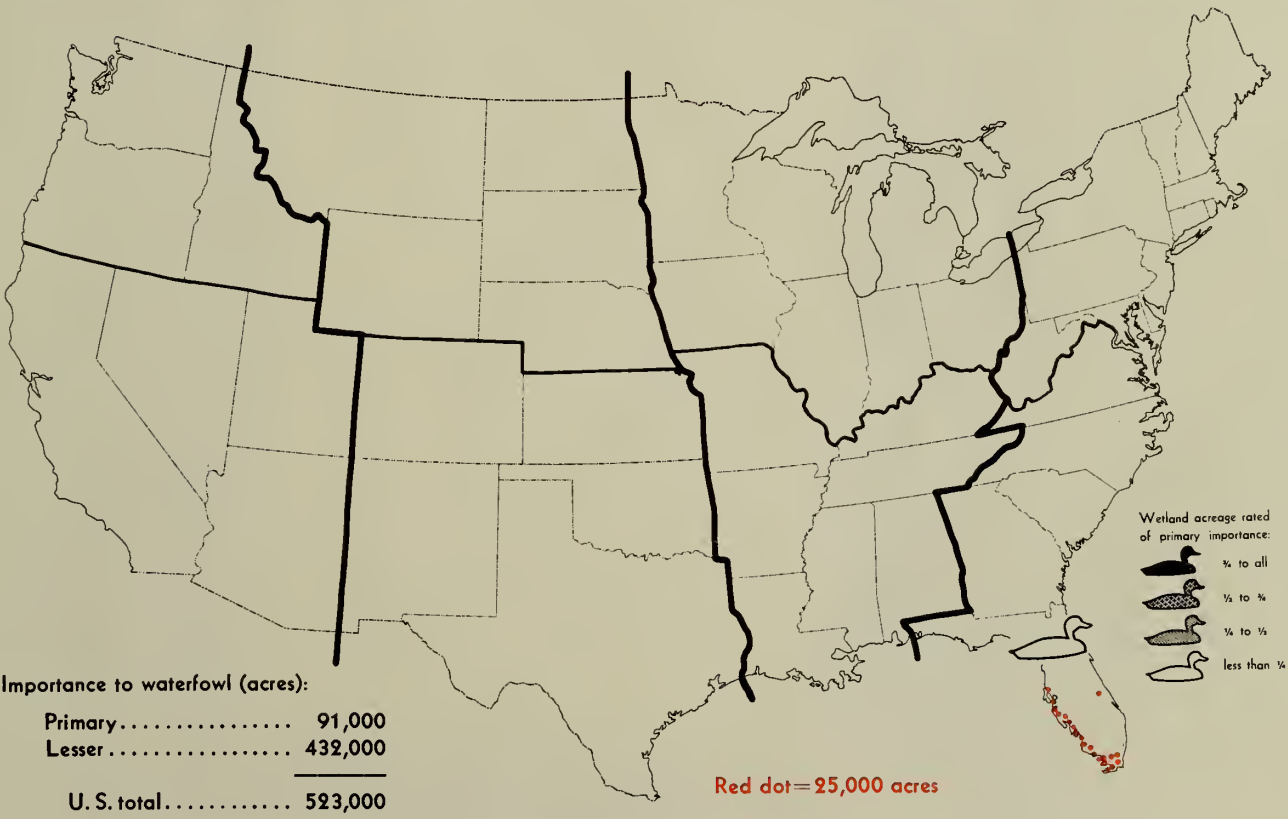 Wetland acreage rated
of primary importance:
¾ to all
½ to ¾
¼ to ½
less than ¼
Importance to waterfowl (acres):
Primary................ 91,000
Lesser................. 432,000
U. S. total............ 523,000
Red dot=25,000 acres